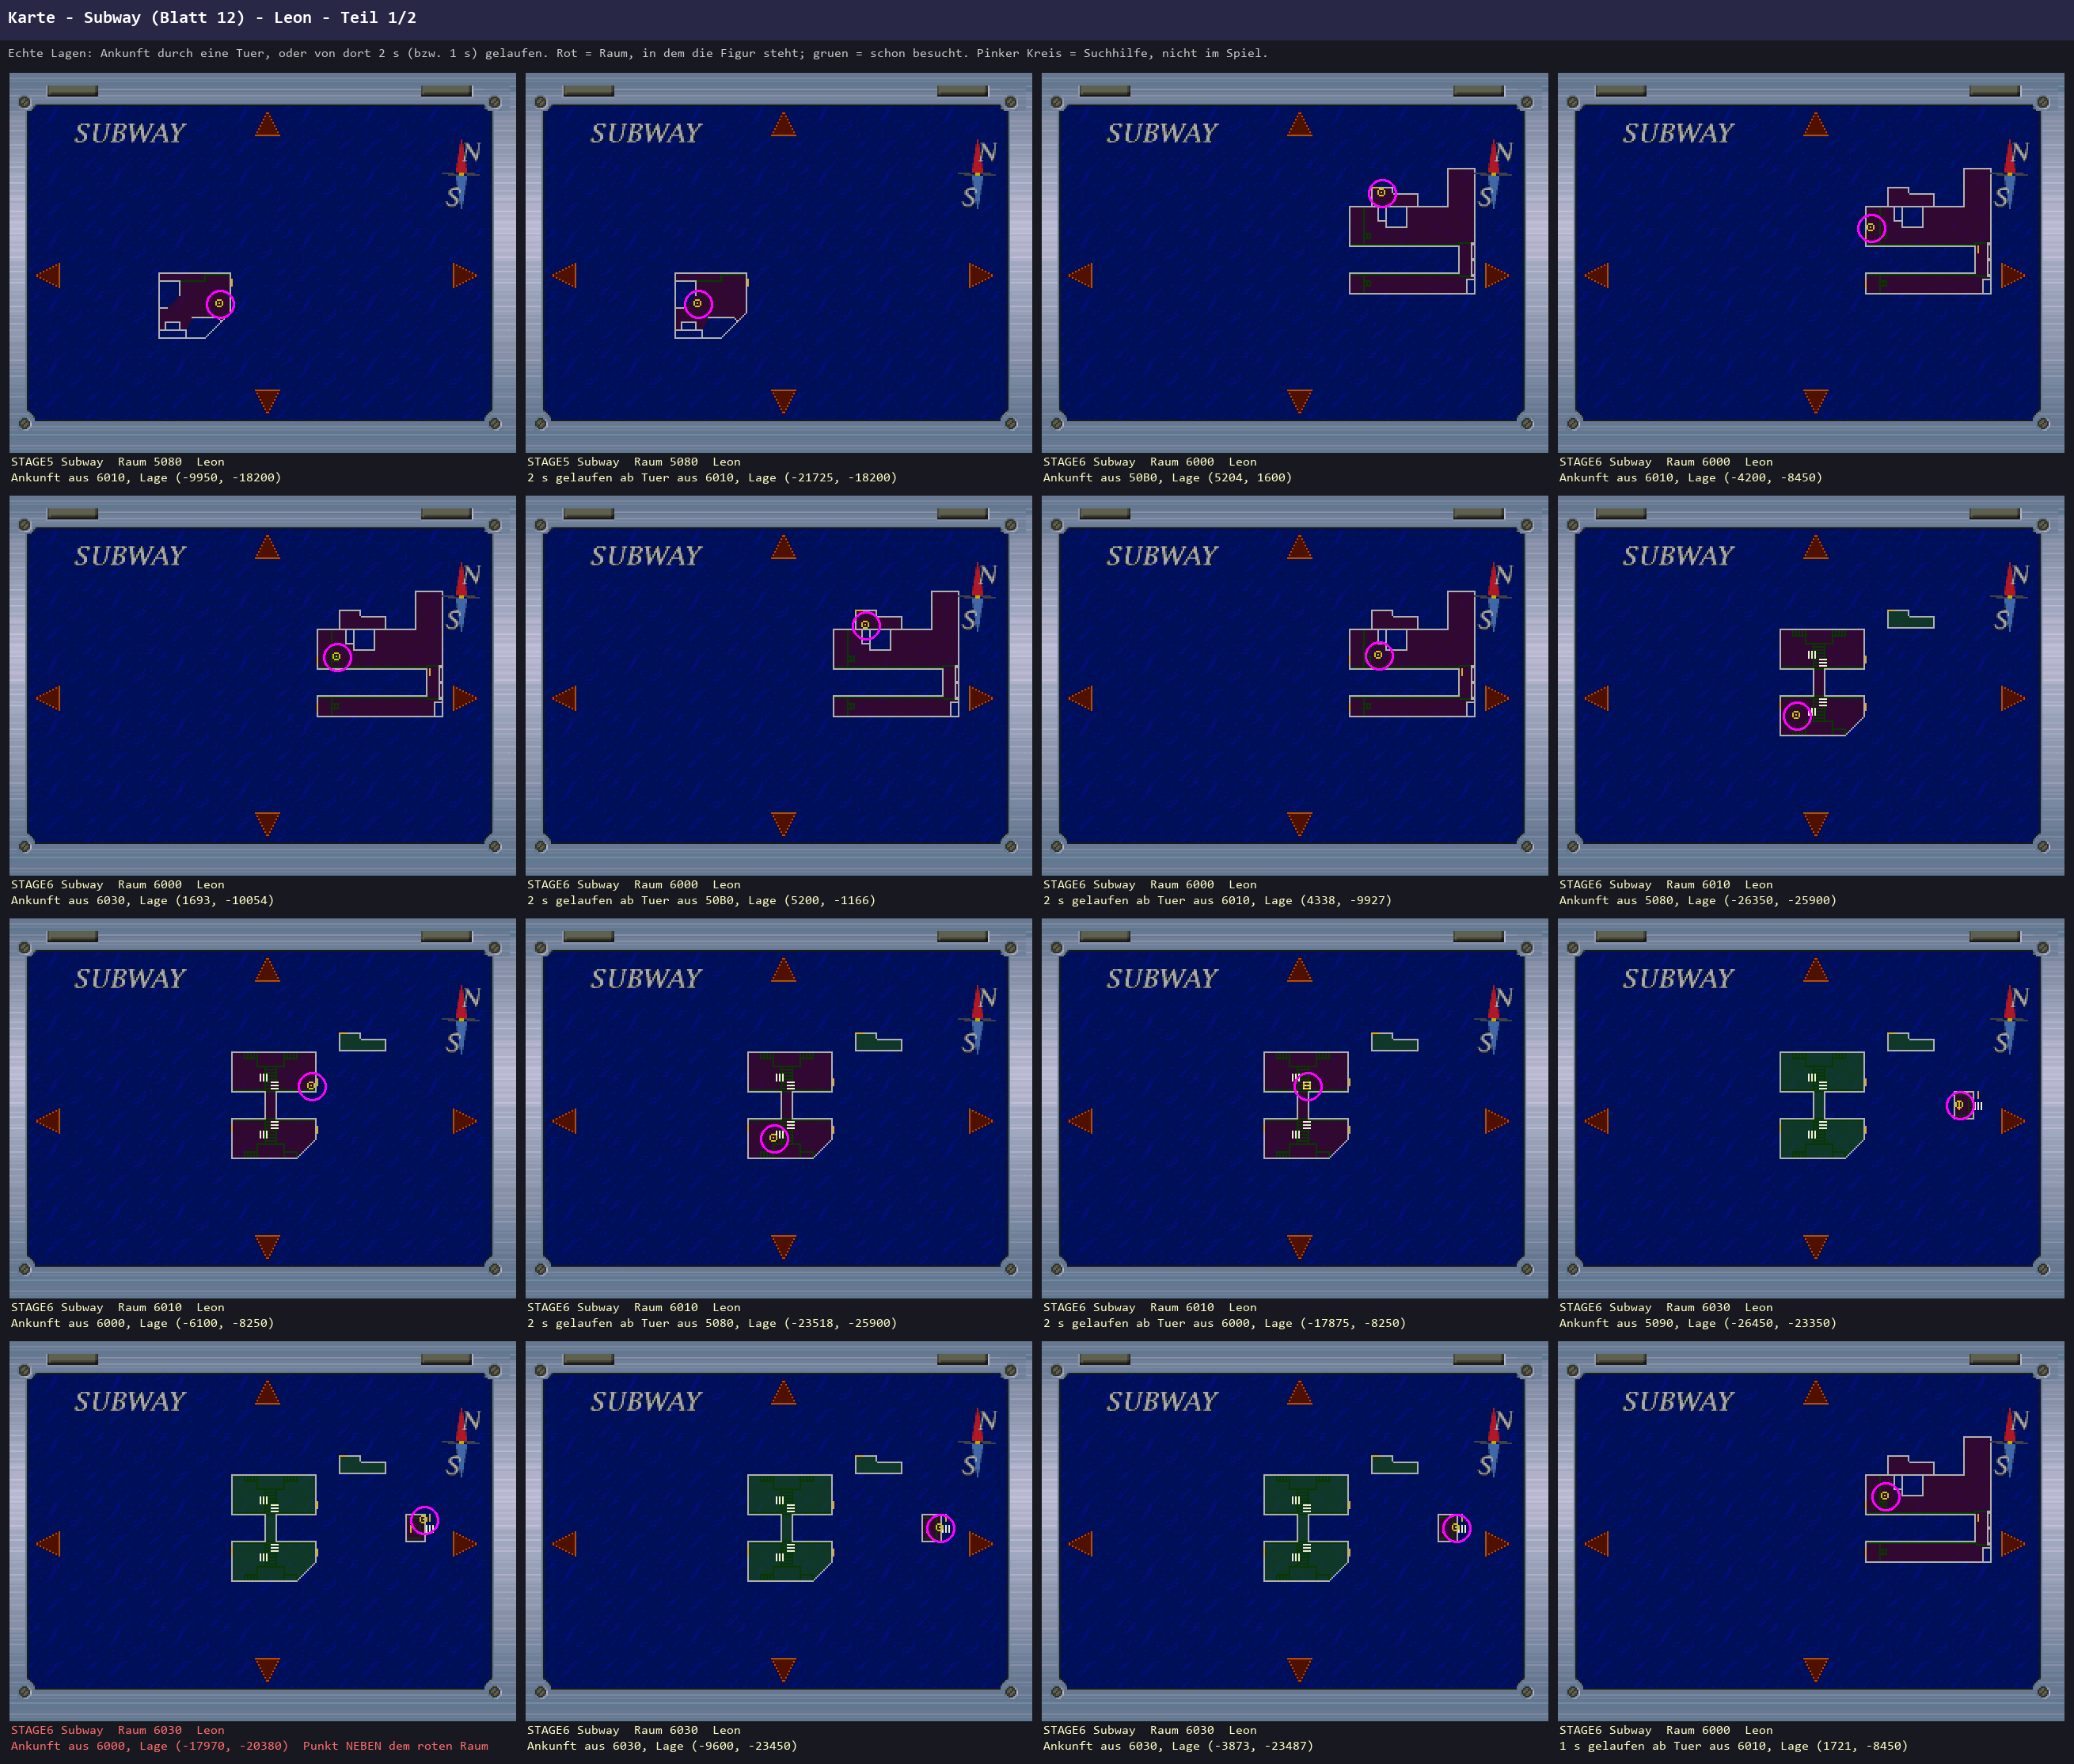 Karte - Subway (Blatt 12) - Leon - Teil 1/2
Echte Lagen: Ankunft durch eine Tuer, oder von dort 2 s (bzw. 1 s) gelaufen. Rot = Raum, in dem die Figur steht; gruen = schon besucht. Pinker Kreis = Suchhilfe, nicht im Spiel.
SUBWAY
N
S
STAGE5 Subway  Raum 5080  Leon
Ankunft aus 6010, Lage (-9950, -18200)
SUBWAY
N
S
STAGE5 Subway  Raum 5080  Leon
2 s gelaufen ab Tuer aus 6010, Lage (-21725, -18200)
SUBWAY
N
S
STAGE6 Subway  Raum 6000  Leon
Ankunft aus 50B0, Lage (5204, 1600)
SUBWAY
N
S
STAGE6 Subway  Raum 6000  Leon
Ankunft aus 6010, Lage (-4200, -8450)
SUBWAY
N
S
STAGE6 Subway  Raum 6000  Leon
Ankunft aus 6030, Lage (1693, -10054)
SUBWAY
N
S
STAGE6 Subway  Raum 6000  Leon
2 s gelaufen ab Tuer aus 50B0, Lage (5200, -1166)
SUBWAY
N
S
STAGE6 Subway  Raum 6000  Leon
2 s gelaufen ab Tuer aus 6010, Lage (4338, -9927)
SUBWAY
N
S
STAGE6 Subway  Raum 6010  Leon
Ankunft aus 5080, Lage (-26350, -25900)
SUBWAY
N
S
STAGE6 Subway  Raum 6010  Leon
Ankunft aus 6000, Lage (-6100, -8250)
SUBWAY
N
S
STAGE6 Subway  Raum 6010  Leon
2 s gelaufen ab Tuer aus 5080, Lage (-23518, -25900)
SUBWAY
N
S
STAGE6 Subway  Raum 6010  Leon
2 s gelaufen ab Tuer aus 6000, Lage (-17875, -8250)
SUBWAY
N
S
STAGE6 Subway  Raum 6030  Leon
Ankunft aus 5090, Lage (-26450, -23350)
SUBWAY
N
S
STAGE6 Subway  Raum 6030  Leon
Ankunft aus 6000, Lage (-17970, -20380)  Punkt NEBEN dem roten Raum
SUBWAY
N
S
STAGE6 Subway  Raum 6030  Leon
Ankunft aus 6030, Lage (-9600, -23450)
SUBWAY
N
S
STAGE6 Subway  Raum 6030  Leon
Ankunft aus 6030, Lage (-3873, -23487)
SUBWAY
N
S
STAGE6 Subway  Raum 6000  Leon
1 s gelaufen ab Tuer aus 6010, Lage (1721, -8450)